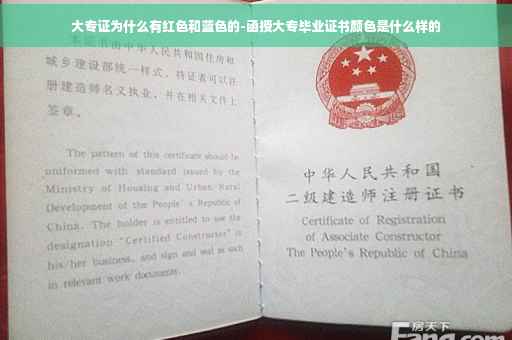 大专证为什么有红色和蓝色的-函授大专毕业证书颜色是什么样的
本证书由中华人民共和国住房和
城乡建设部统一样式，持证表可以注
册建造师名义执业，并在相关文件上
签章。
The pattern of this certificate should be
uniformed with standard issued by the
Ministry of Housing and Urban Rural
Development of the People's Republic of
China. The holder is entitled to use the
designation "Certified Constructor" in
his/her business, and sign and seal as such
in relevant work documents.
中华人民共和国
二级建造师注册证书
Certificate of Registration
of Associate Constructor
The People's Republic of China
房天下
Fang.com